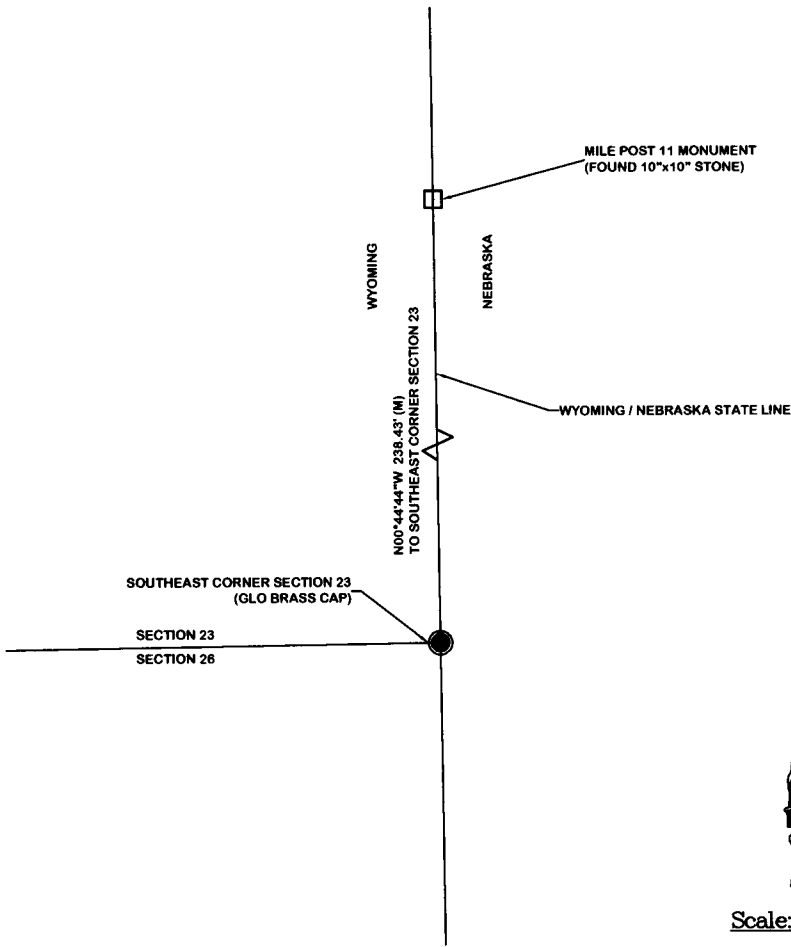 MILE POST 11 MONUMENT
(FOUND 10"x10" STONE)
WYOMING
NEBRASKA
N00°44'44"W 238.43' (M)
TO SOUTHEAST CORNER SECTION 23
WYOMING / NEBRASKA STATE LINE
SOUTHEAST CORNER SECTION 23
(GLO BRASS CAP)
SECTION 23
SECTION 26
Scale: